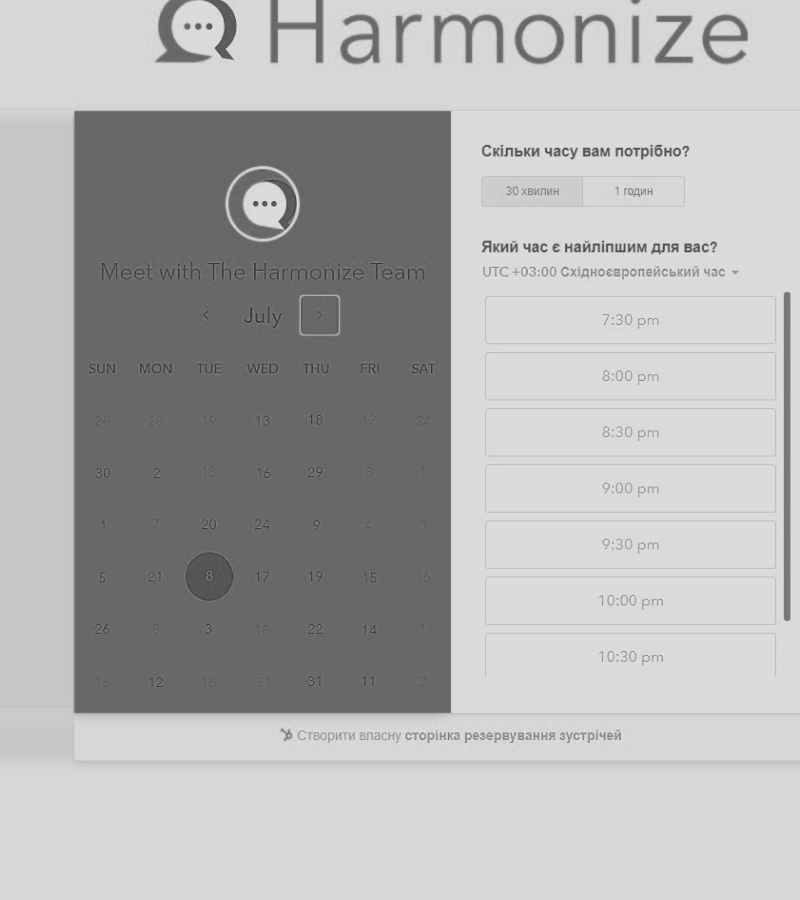 Harmonize
Meet with The Harmonize Team
July
SUN MON TUE WED THU FRI SAT
28 28 19 13 18 12 24
30 2 13 16 29 8 1
1 7 20 24 9 4 3
5 21 8 17 19 15 16
26 8 3 18 22 14 1
18 12 18 31 31 11 2
Скільки часу вам потрібно?
30 хвилин 1 годин
Який час є найліпшим для вас?
UTC +03:00 Східноєвропейський час
7:30 pm
8:00 pm
8:30 pm
9:00 pm
9:30 pm
10:00 pm
10:30 pm
Створити власну сторінка резервування зустрічей